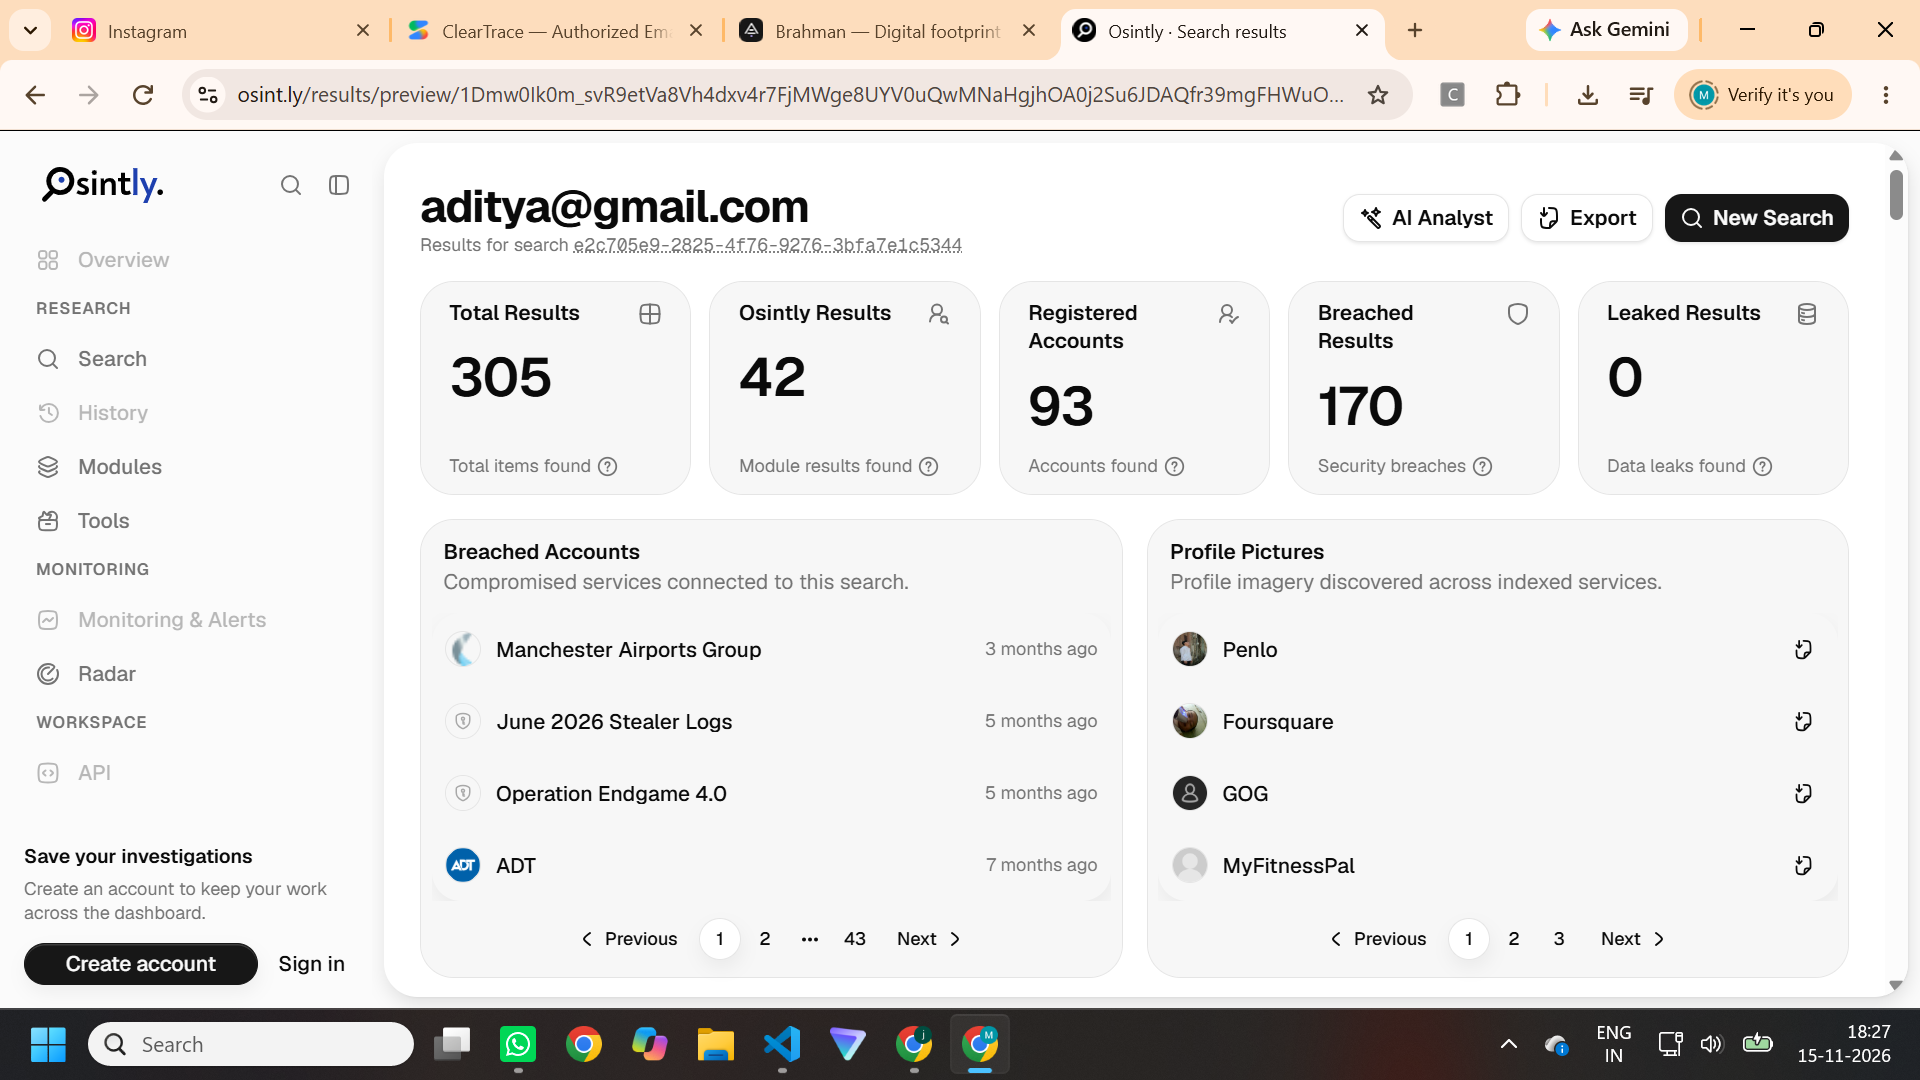 Instagram
ClearTrace — Authorized Em
Brahman — Digital footprint
Osintly · Search results
Ask Gemini
osint.ly/results/preview/1Dmw0Ik0m_svR9etVa8Vh4dxv4r7FjMWge8UYV0uQwMNaHgjhOA0j2Su6JDAQfr39mgFHWuO...
C
M
Verify it's you
Osintly.
Overview
RESEARCH
Search
History
Modules
Tools
MONITORING
Monitoring & Alerts
Radar
WORKSPACE
API
Save your investigations
Create an account to keep your work
across the dashboard.
Create account
Sign in
aditya@gmail.com
Results for search e2c705e9-2825-4f76-9276-3bfa7e1c5344
AI Analyst
Export
New Search
Total Results
305
Total items found
Osintly Results
42
Module results found
Registered
Accounts
93
Accounts found
Breached
Results
170
Security breaches
Leaked Results
0
Data leaks found
Breached Accounts
Compromised services connected to this search.
Manchester Airports Group
3 months ago
June 2026 Stealer Logs
5 months ago
Operation Endgame 4.0
5 months ago
ADT
ADT
7 months ago
Previous
1
2
•••
43
Next
Profile Pictures
Profile imagery discovered across indexed services.
Penlo
Foursquare
GOG
MyFitnessPal
Previous
1
2
3
Next
Search
j
M
ENG
IN
18:27
15-11-2026